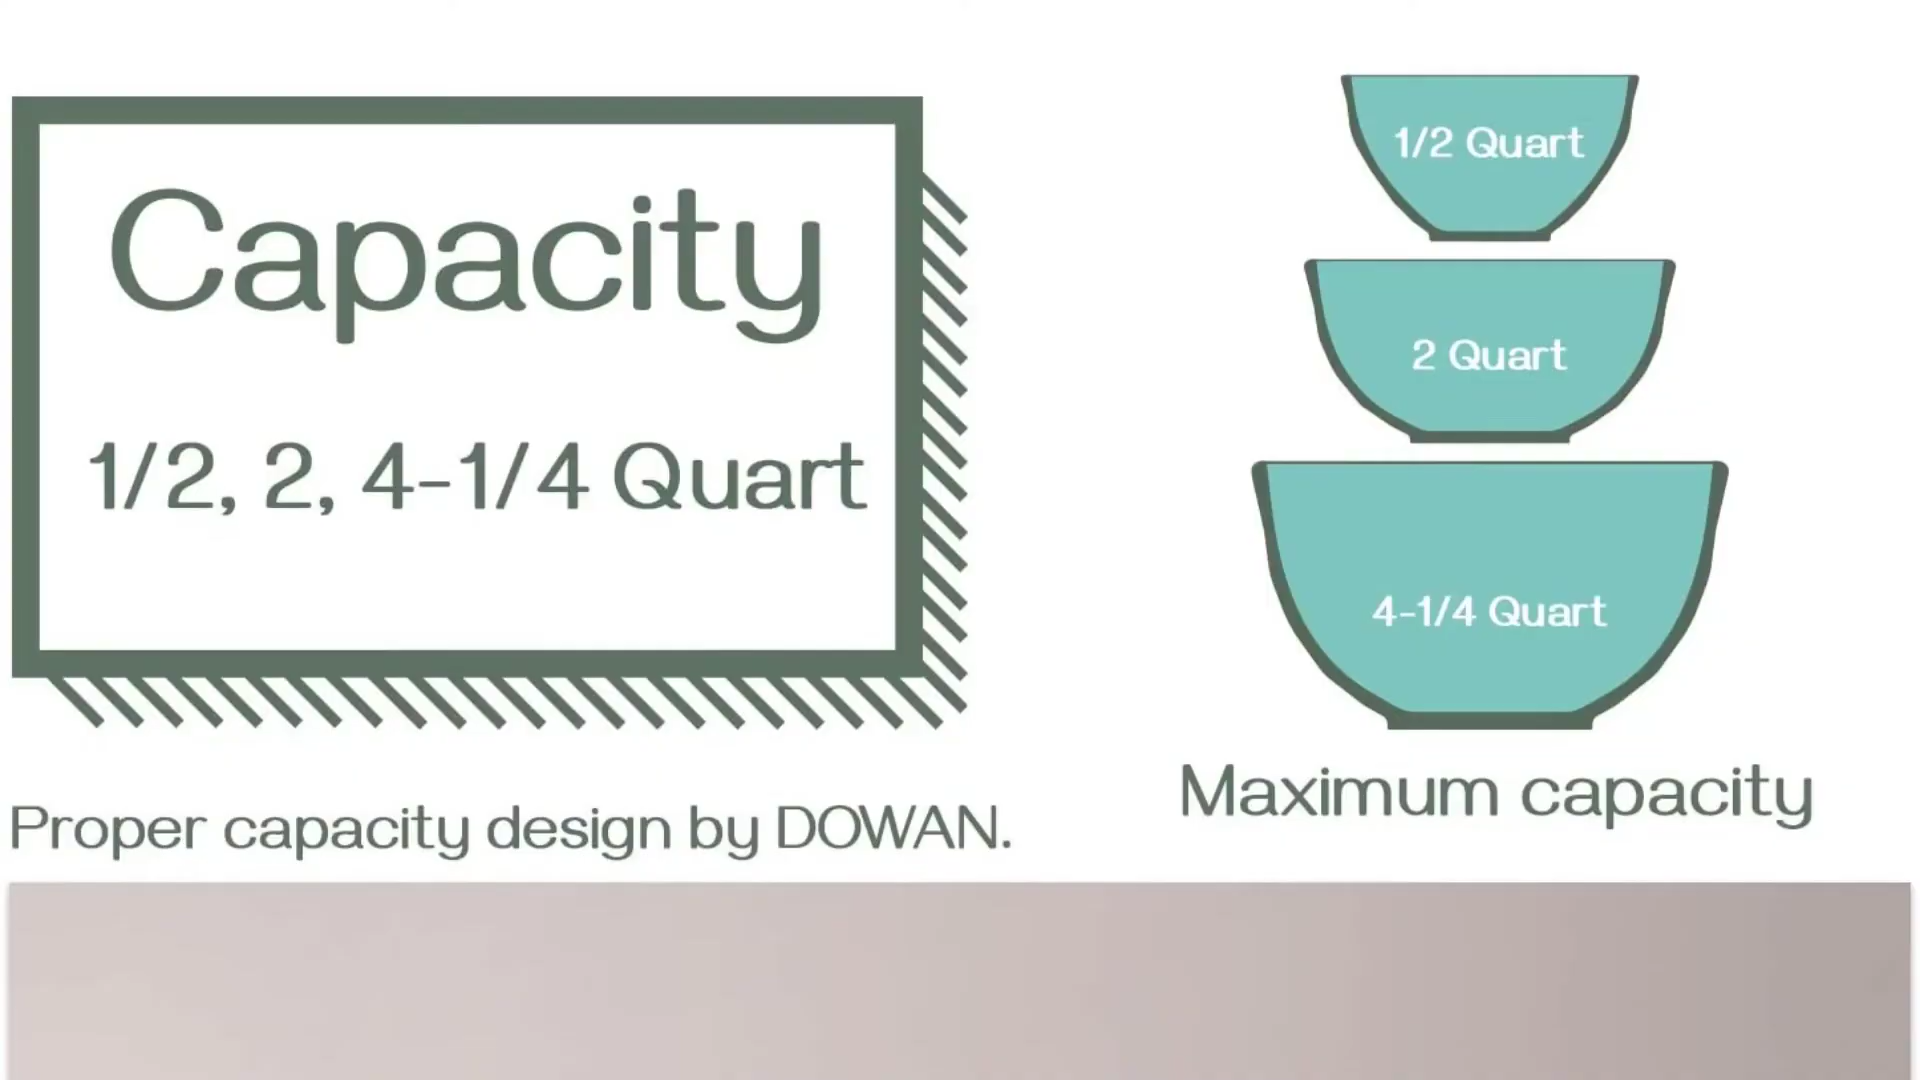 Capacity
1/2, 2, 4-1/4 Quart
Proper capacity design by DOWAN.
1/2 Quart
2 Quart
4-1/4 Quart
Maximum capacity